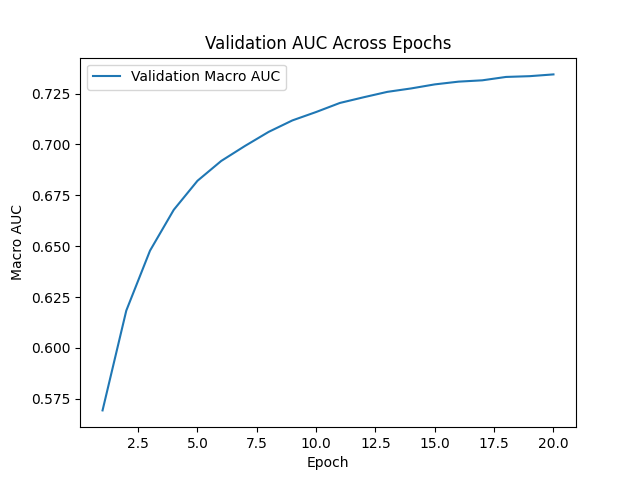 Validation AUC Across Epochs
Validation Macro AUC
Macro AUC
0.725
0.700
0.675
0.650
0.625
0.600
0.575
2.5 5.0 7.5 10.0 12.5 15.0 17.5 20.0
Epoch